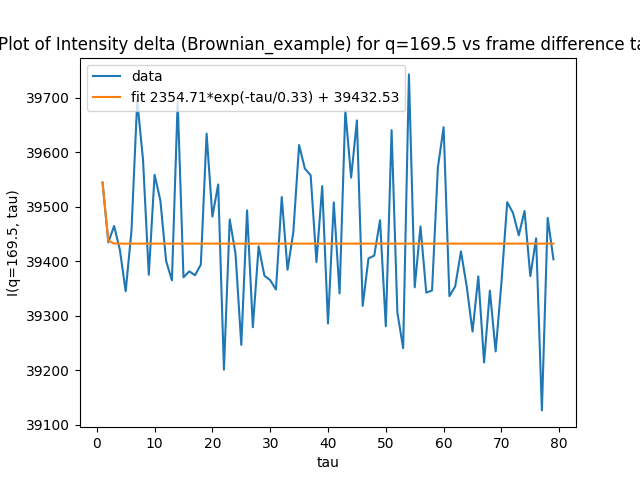 Plot of Intensity delta (Brownian_example) for q=169.5 vs frame difference ta
data
fit 2354.71*exp(-tau/0.33) + 39432.53
I(q=169.5, tau)
39700
39600
39500
39400
39300
39200
39100
0 10 20 30 40 50 60 70 80
tau